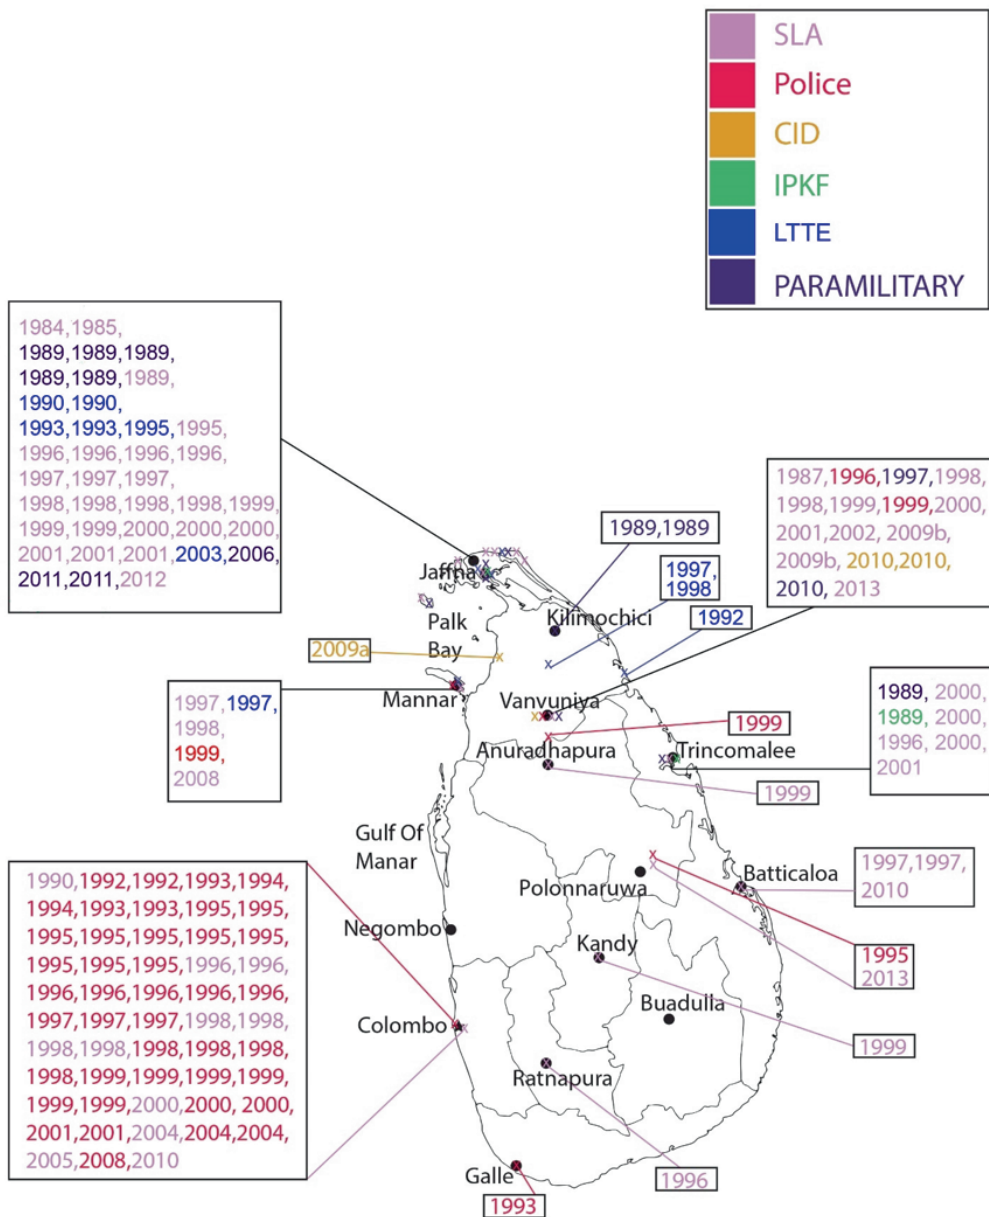 SLA
Police
CID
IPKF
LTTE
PARAMILITARY
1984,1985,
1989,1989,1989,
1989,1989,1989,
1990,1990,
1993,1993,1995,1995,
1996,1996,1996,1996,
1997,1997,1997,
1998,1998,1998,1998,1999,
1999,1999,2000,2000,2000,
2001,2001,2001,2003,2006,
2011,2011,2012
1987,1996,1997,1998,
1998,1999,1999,2000,
2001,2002, 2009b,
2009b, 2010,2010,
2010, 2013
1989,1989
1997,
1998
1992
Jaffna
Kilimochici
Palk
Bay
2009a
Mannar
Vanvuniya
1997,1997,
1998,
1999,
2008
1999
Anuradhapura
Trincomalee
1989, 2000,
1989, 2000,
1996, 2000,
2001
1999
Gulf Of
Manar
Polonnaruwa
Batticaloa
1997,1997,
2010
1990,1992,1992,1993,1994,
1994,1993,1993,1995,1995,
1995,1995,1995,1995,1995,
1995,1995,1995,1996,1996,
1996,1996,1996,1996,1996,
1997,1997,1997,1998,1998,
1998,1998,1998,1998,1998,
1998,1999,1999,1999,1999,
1999,1999,2000,2000, 2000,
2001,2001,2004,2004,2004,
2005,2008,2010
Negombo
Kandy
1995
2013
Buadulla
Colombo
1999
Ratnapura
Galle
1996
1993